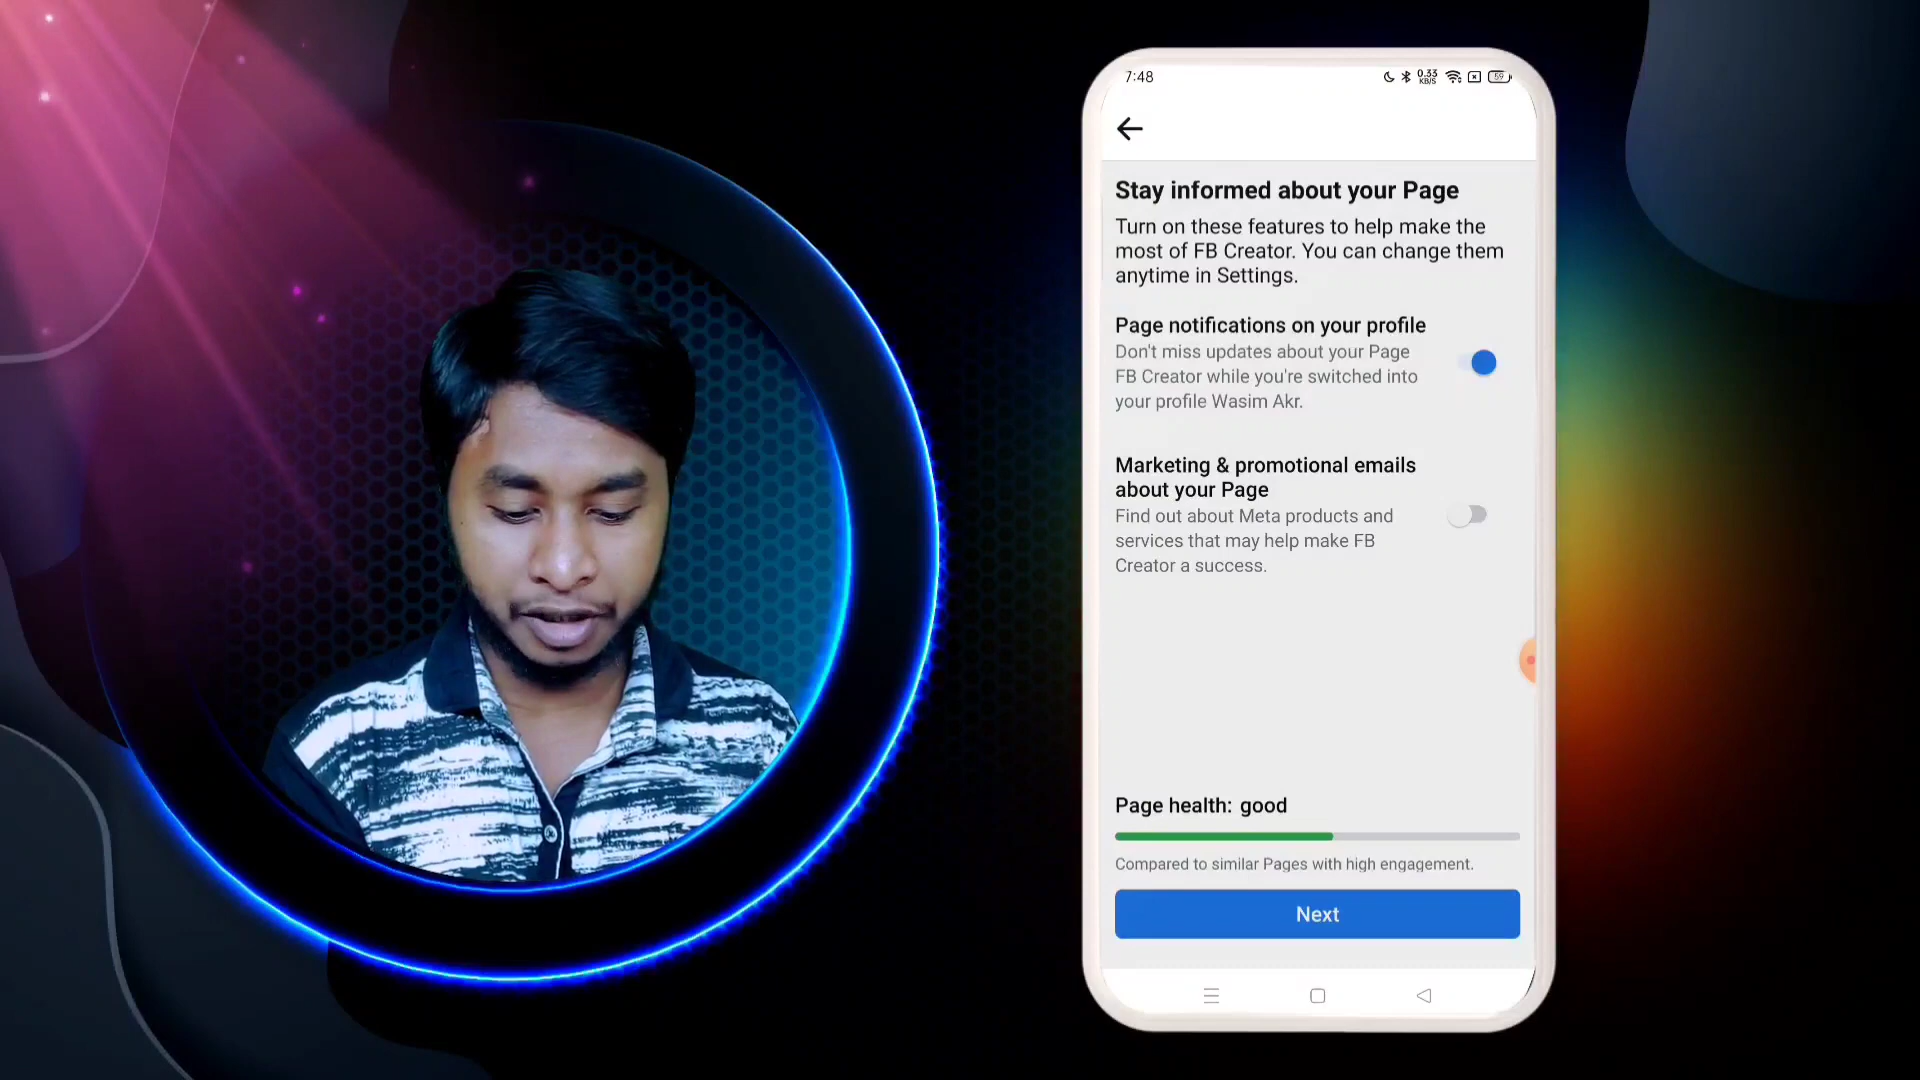 7:48
0.33
KB/S
59
Stay informed about your Page
Turn on these features to help make the
most of FB Creator. You can change them
anytime in Settings.
Page notifications on your profile
Don't miss updates about your Page
FB Creator while you're switched into
your profile Wasim Akr.
Marketing & promotional emails
about your Page
Find out about Meta products and
services that may help make FB
Creator a success.
Page health: good
Compared to similar Pages with high engagement.
Next